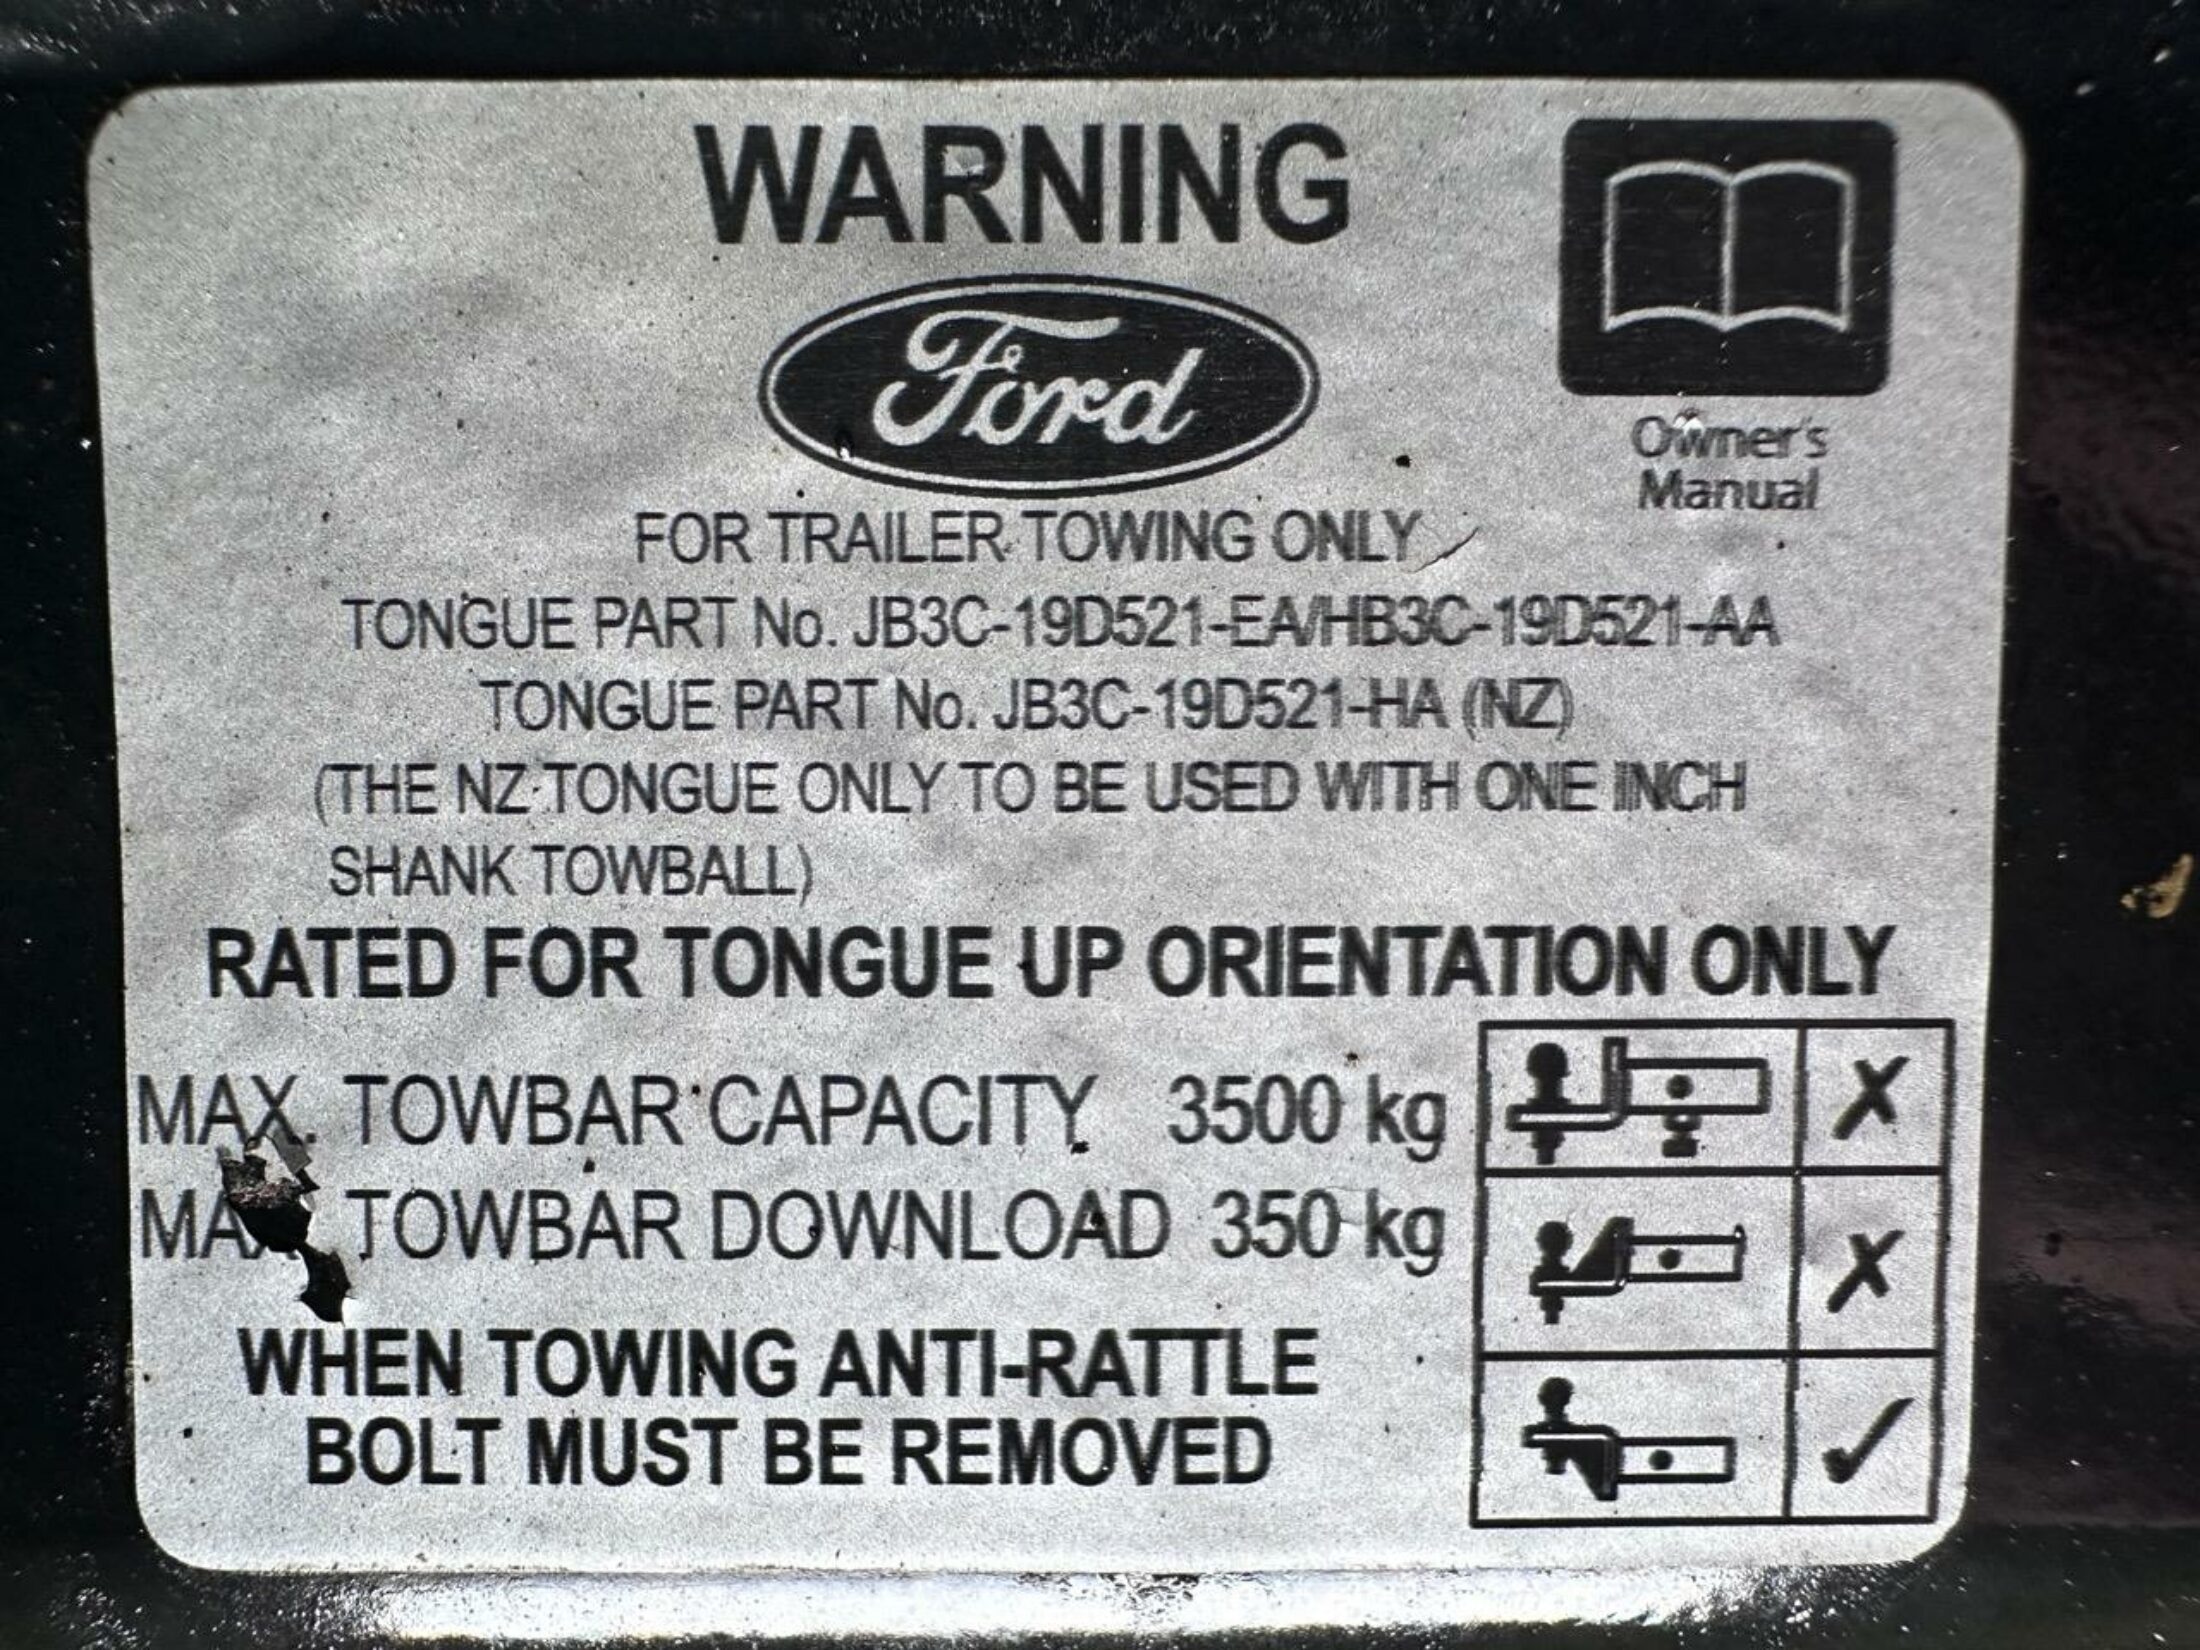 WARNING
Ford
Owner's
Manual
FOR TRAILER TOWING ONLY
TONGUE PART No. JB3C-19D521-EA/HB3C-19D521-AA
TONGUE PART No. JB3C-19D521-HA (NZ)
(THE NZ TONGUE ONLY TO BE USED WITH ONE INCH
SHANK TOWBALL)
RATED FOR TONGUE UP ORIENTATION ONLY
MAX. TOWBAR CAPACITY 3500 kg
MAX. TOWBAR DOWNLOAD 350 kg
WHEN TOWING ANTI-RATTLE
BOLT MUST BE REMOVED